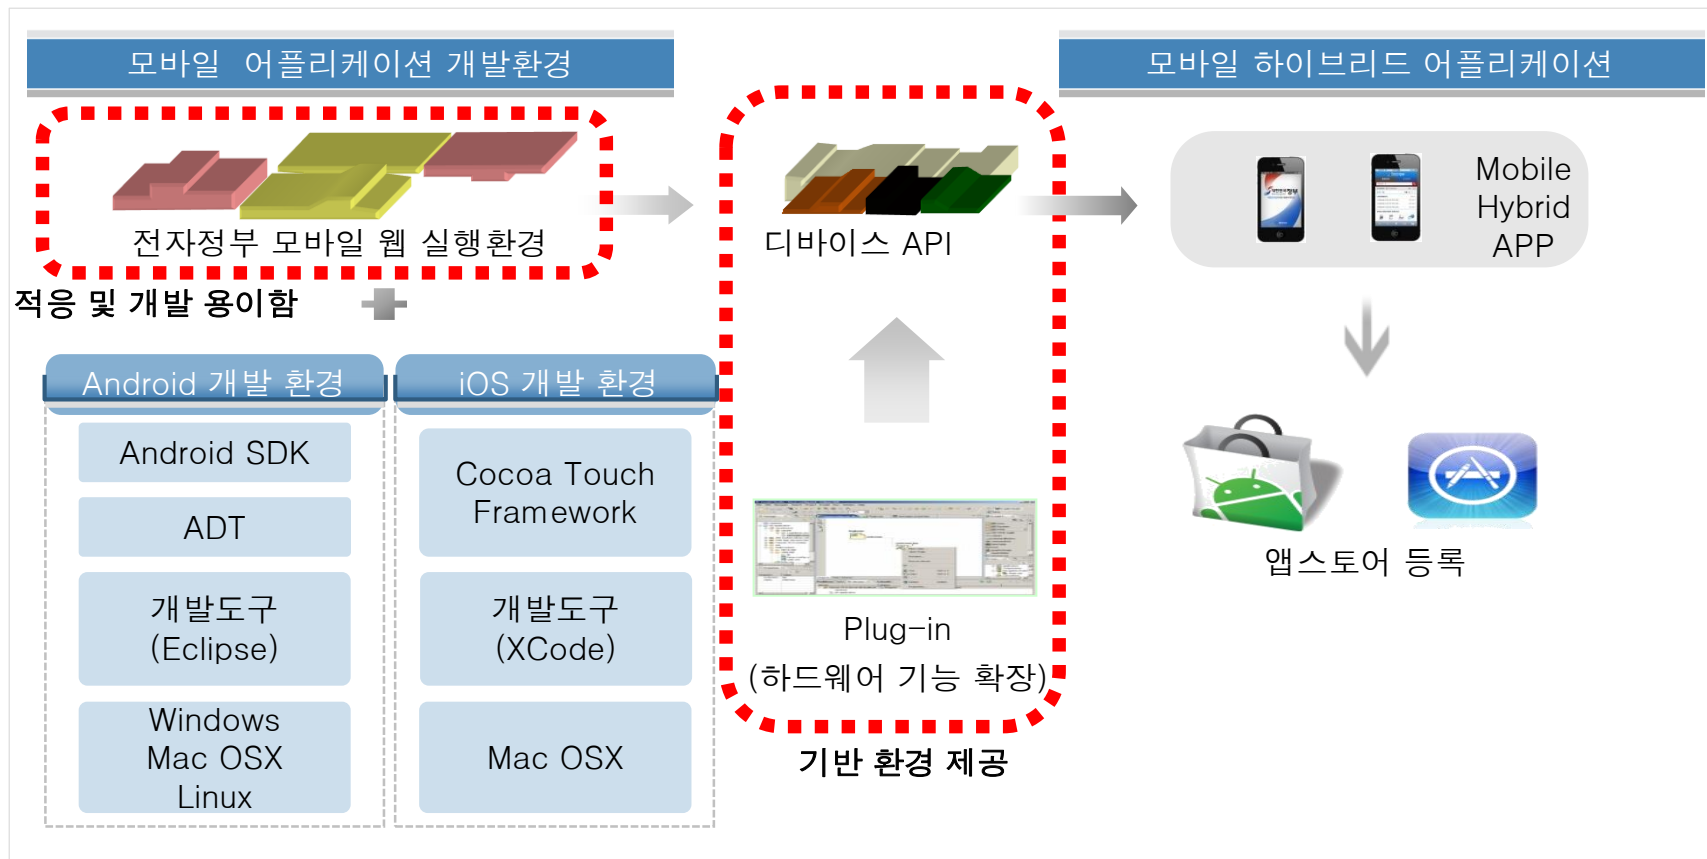 모바일 어플리케이션 개발환경
모바일 하이브리드 어플리케이션
전자정부 모바일 웹 실행환경
적응 및 개발 용이함
디바이스 API
Mobile
Hybrid
APP
Android 개발 환경
Android SDK
ADT
개발도구
(Eclipse)
Windows
Mac OSX
Linux
iOS 개발 환경
Cocoa Touch
Framework
개발도구
(XCode)
Mac OSX
Plug-in
(하드웨어 기능 확장)
기반 환경 제공
앱스토어 등록